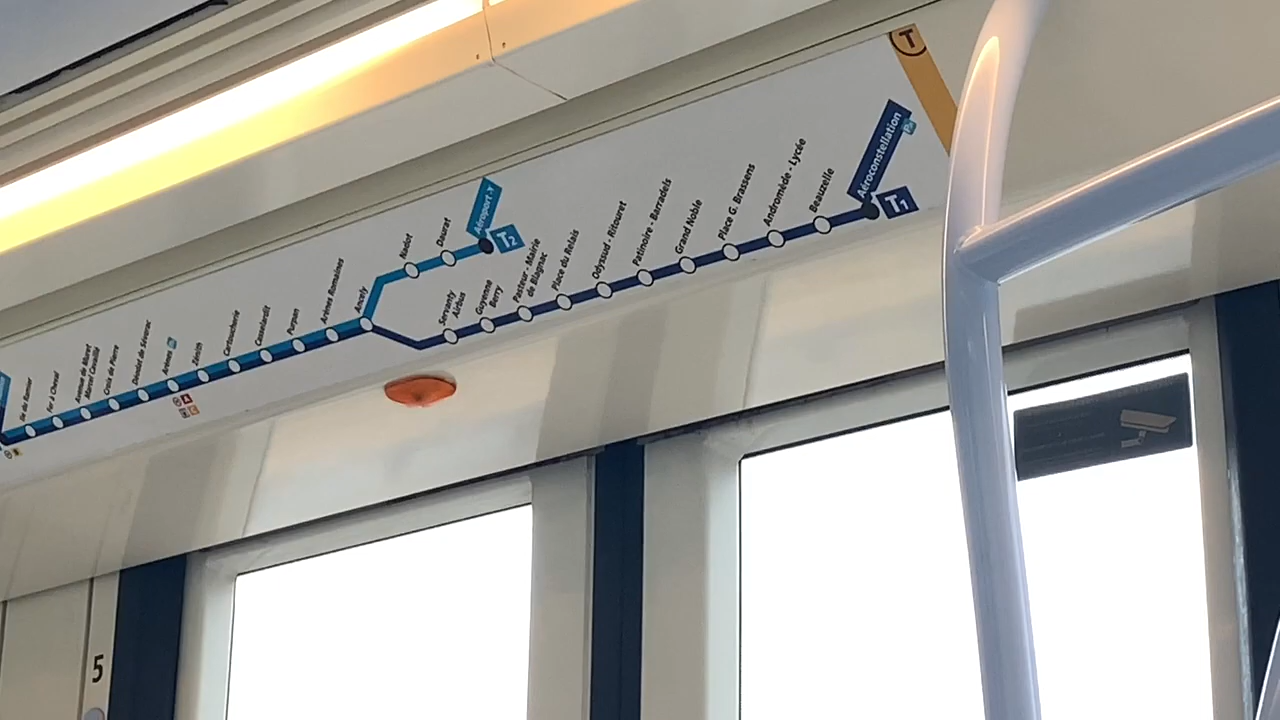 T
Aéroconstellation
P+
T1
Beauzelle
Andromède - Lycée
Place G. Brassens
Grand Noble
Patinoire - Barradels
Odyssud - Ritouret
Place du Relais
Pasteur - Mairie
de Blagnac
Guyenne
Berry
Servanty
Airbus
Aéroport
T2
Daurat
Nadot
Ancely
Arènes Romaines
Purpan
Casselardit
Cartoucherie
Zénith
Arènes
Déodat de Séverac
Croix de Pierre
Avenue de Muret
Marcel Cavaillé
Fer à Cheval
5